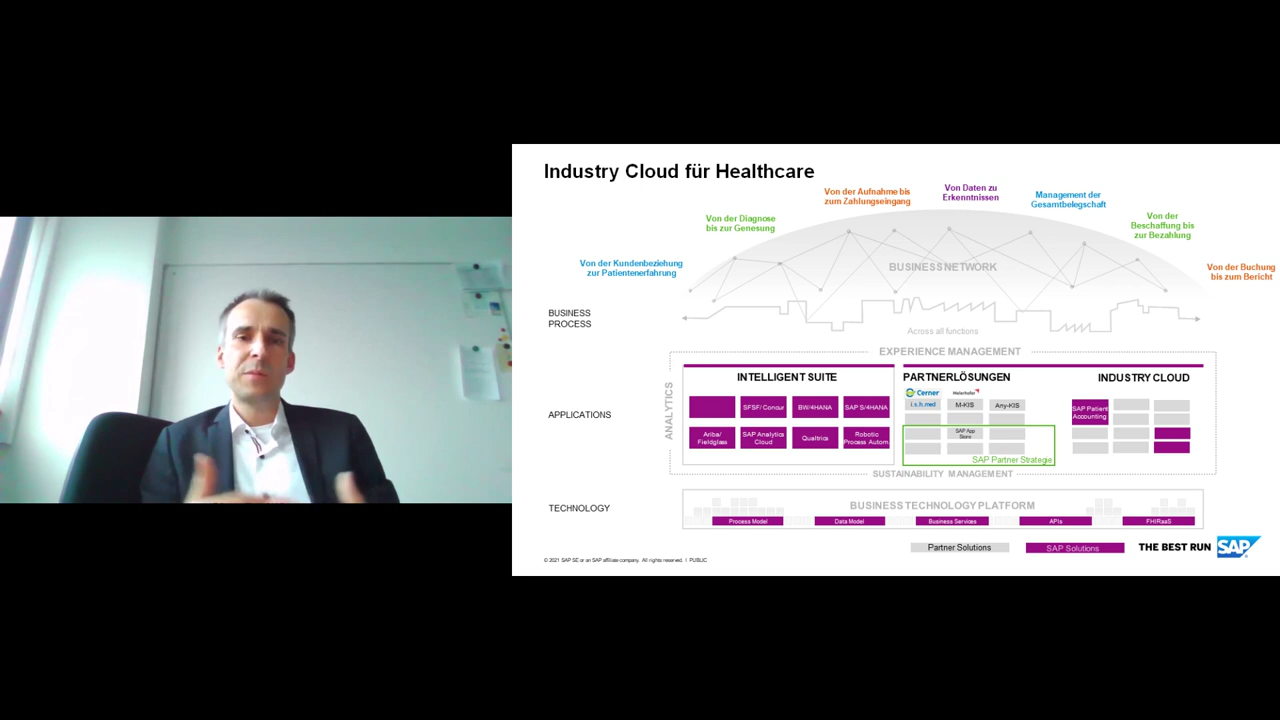 Industry Cloud für Healthcare
Von der Aufnahme bis
zum Zahlungseingang
Von Daten zu
Erkenntnissen
Management der
Gesamtbelegschaft
Von der Diagnose
bis zur Genesung
Von der
Beschaffung bis
zur Bezahlung
Von der Kundenbeziehung
zur Patientenerfahrung
BUSINESS NETWORK
Von der Buchung
bis zum Bericht
BUSINESS
PROCESS
Across all functions
EXPERIENCE MANAGEMENT
ANALYTICS
INTELLIGENT SUITE
PARTNERLÖSUNGEN
INDUSTRY CLOUD
APPLICATIONS
SFSF/ Concur
BW/4HANA
SAP S/4HANA
Ariba/
Fieldglass
SAP Analytics
Cloud
Qualtrics
Robotic
Process Autom.
Cerner
Meierhofer
i.s.h.med
M-KIS
Any-KIS
SAP App
Store
SAP Partner Strategie
SAP Patient
Accounting
SUSTAINABILITY MANAGEMENT
TECHNOLOGY
BUSINESS TECHNOLOGY PLATFORM
Process Model
Data Model
Business Services
APIs
FHIRaaS
Partner Solutions
SAP Solutions
THE BEST RUN SAP
© 2021 SAP SE or an SAP affiliate company. All rights reserved. | PUBLIC